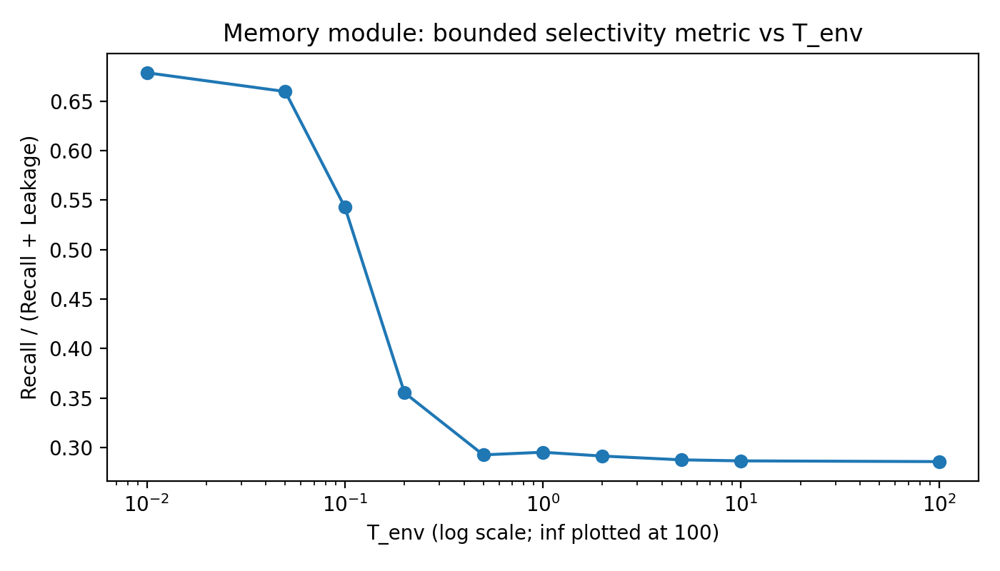 Memory module: bounded selectivity metric vs T_env
Recall / (Recall + Leakage)
0.65
0.60
0.55
0.50
0.45
0.40
0.35
0.30
10⁻² 10⁻¹ 10⁰ 10¹ 10²
T_env (log scale; inf plotted at 100)